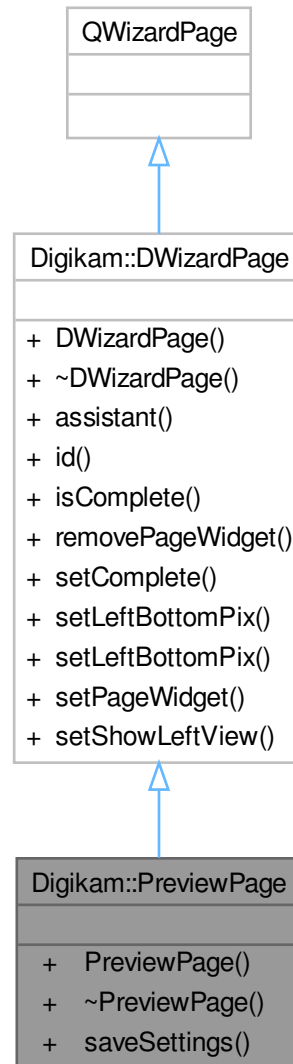 QWizardPage
Digikam::DWizardPage
+ DWizardPage()
+ ~DWizardPage()
+ assistant()
+ id()
+ isComplete()
+ removePageWidget()
+ setComplete()
+ setLeftBottomPix()
+ setLeftBottomPix()
+ setPageWidget()
+ setShowLeftView()
Digikam::PreviewPage
+ PreviewPage()
+ ~PreviewPage()
+ saveSettings()